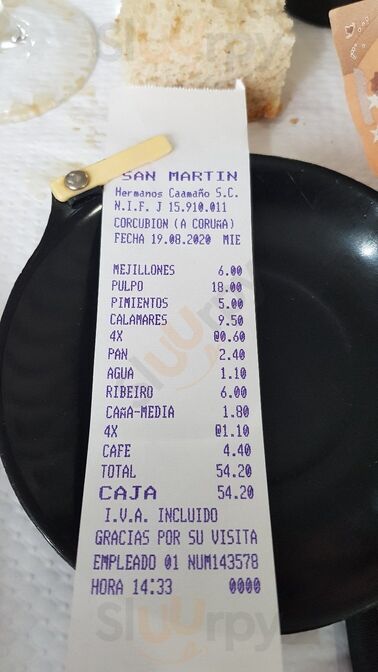 SAN MARTIN
Hermanos Caamaño S.C.
N.I.F. J 15.910.011
CORCUBION (A CORUÑA)
FECHA 19.08.2020 MIE
MEJILLONES 6.00
PULPO 18.00
PIMIENTOS 5.00
CALAMARES 9.50
4X @0.60
PAN 2.40
AGUA 1.10
RIBEIRO 6.00
CAÑA-MEDIA 1.80
4X @1.10
CAFE 4.40
TOTAL 54.20
CAJA 54.20
I.V.A. INCLUIDO
GRACIAS POR SU VISITA
EMPLEADO 01 NUM143578
HORA 14:33 0000
Sluurpy
Sluurpy
Sluurpy